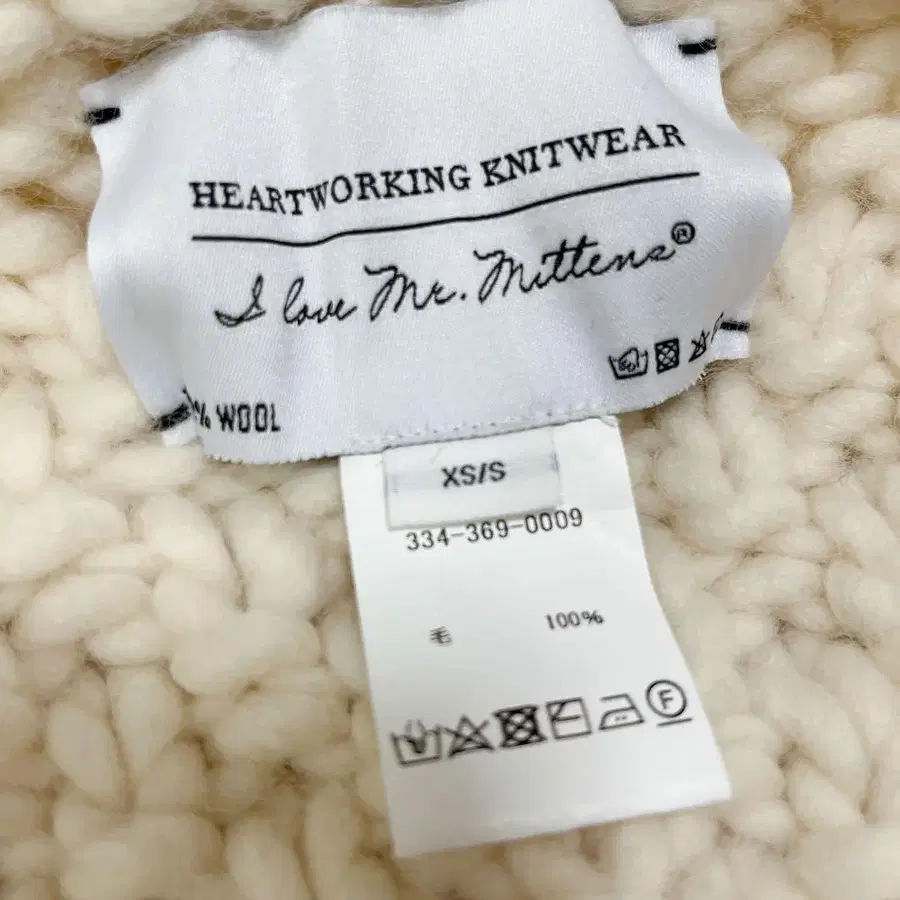 HEARTWORKING KNITWEAR
I love Mr. Mittens®
% WOOL
XS/S
334-369-0009
毛 100%
F